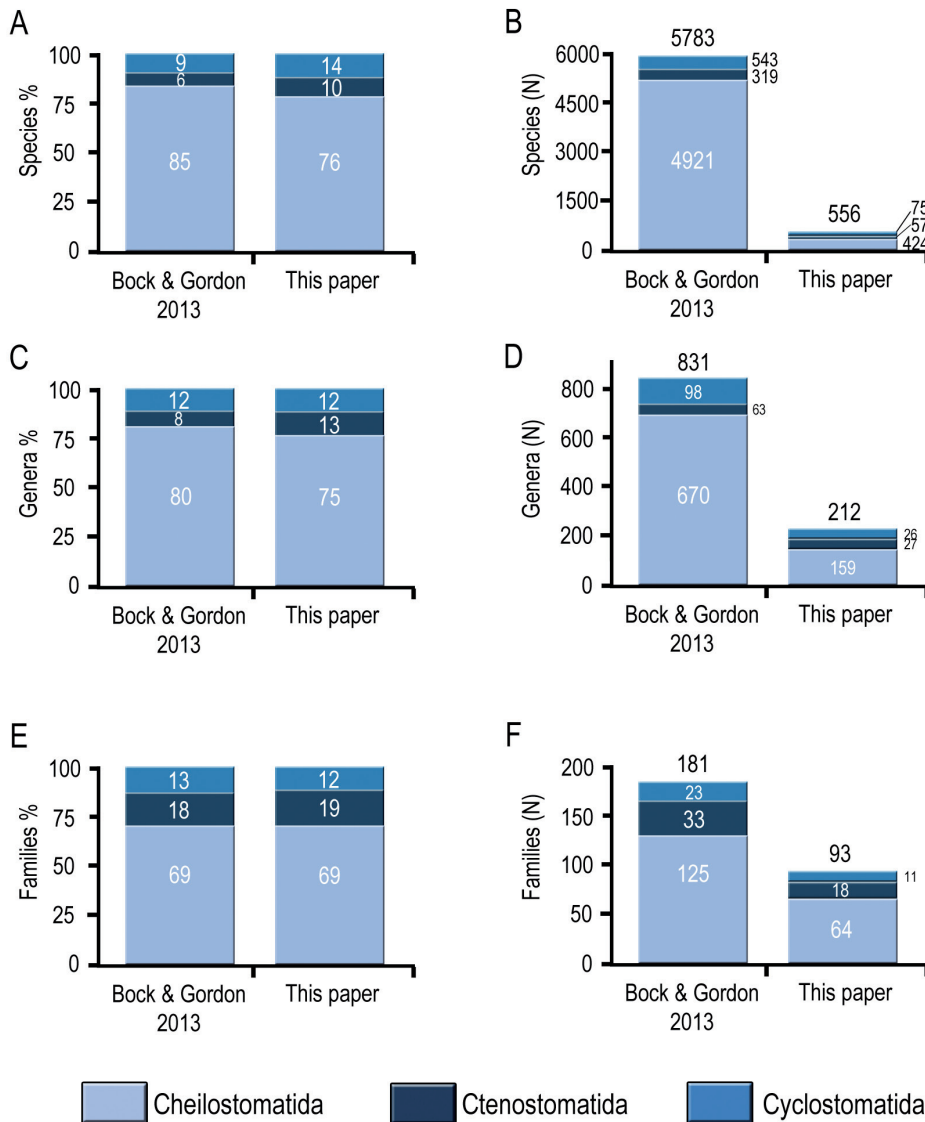 A
Species %
100
75
50
25
0
9
6
85
14
10
76
Bock & Gordon
2013
This paper
B
Species (N)
6000
4500
3000
1500
0
5783
543
319
4921
556
75
57
424
Bock & Gordon
2013
This paper
C
Genera %
100
75
50
25
0
12
8
80
12
13
75
Bock & Gordon
2013
This paper
D
Genera (N)
800
600
400
200
0
831
98
63
670
212
26
27
159
Bock & Gordon
2013
This paper
E
Families %
100
75
50
25
0
13
18
69
12
19
69
Bock & Gordon
2013
This paper
F
Families (N)
200
150
100
50
0
181
23
33
125
93
11
18
64
Bock & Gordon
2013
This paper
Cheilostomatida
Ctenostomatida
Cyclostomatida